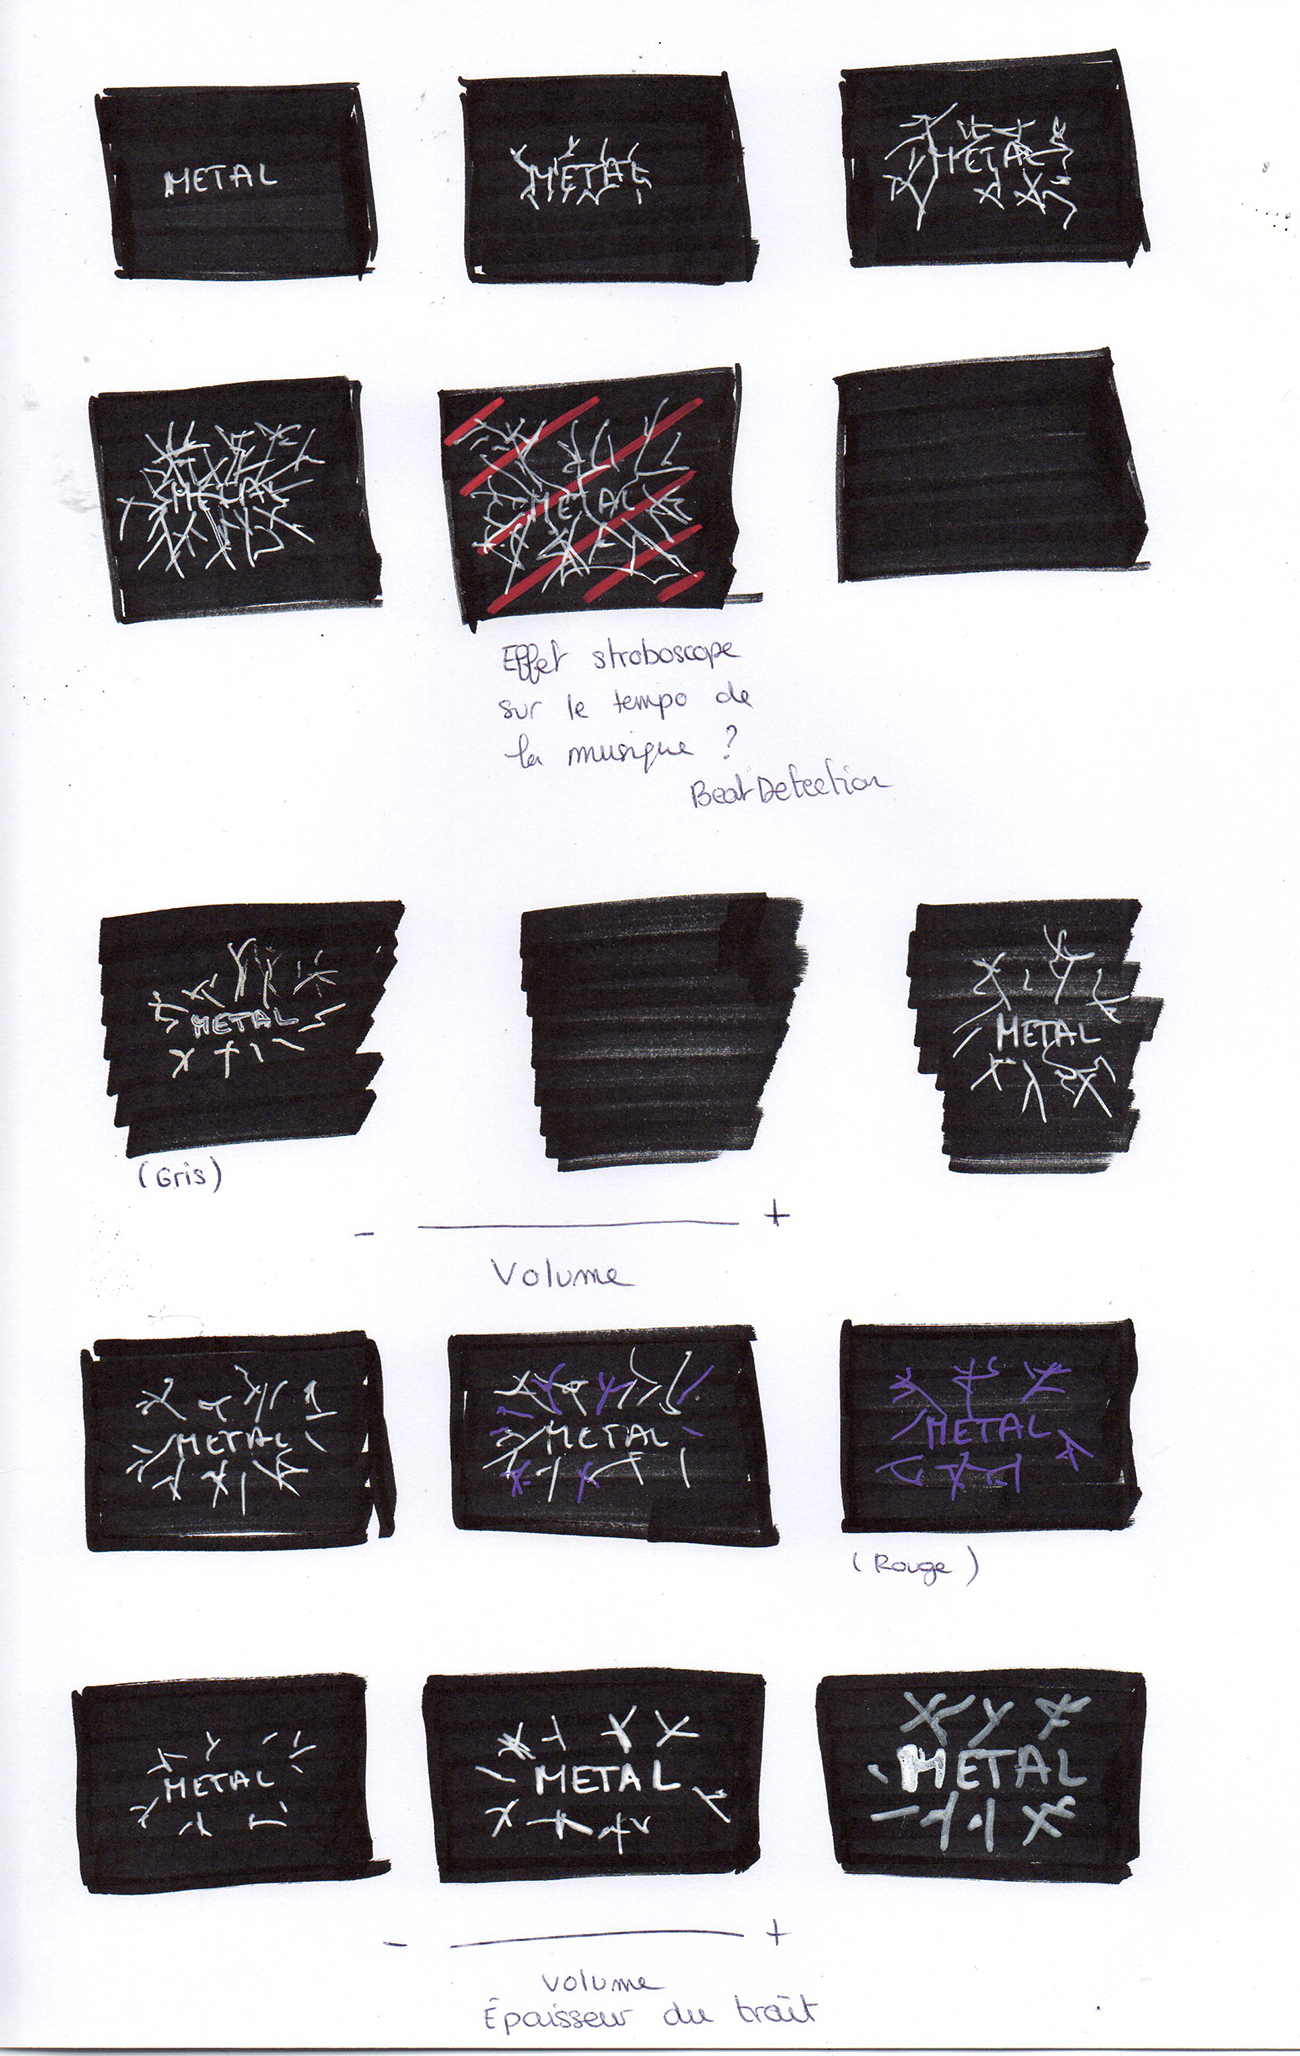 METAL
METAL
METAL
METAL
METAL
Effet stroboscope
sur le tempo de
la musique ?
BeatDetection
METAL
METAL
(Gris)
- +
Volume
METAL
METAL
METAL
(Rouge)
METAL
METAL
METAL
- +
Volume
Épaisseur du traît